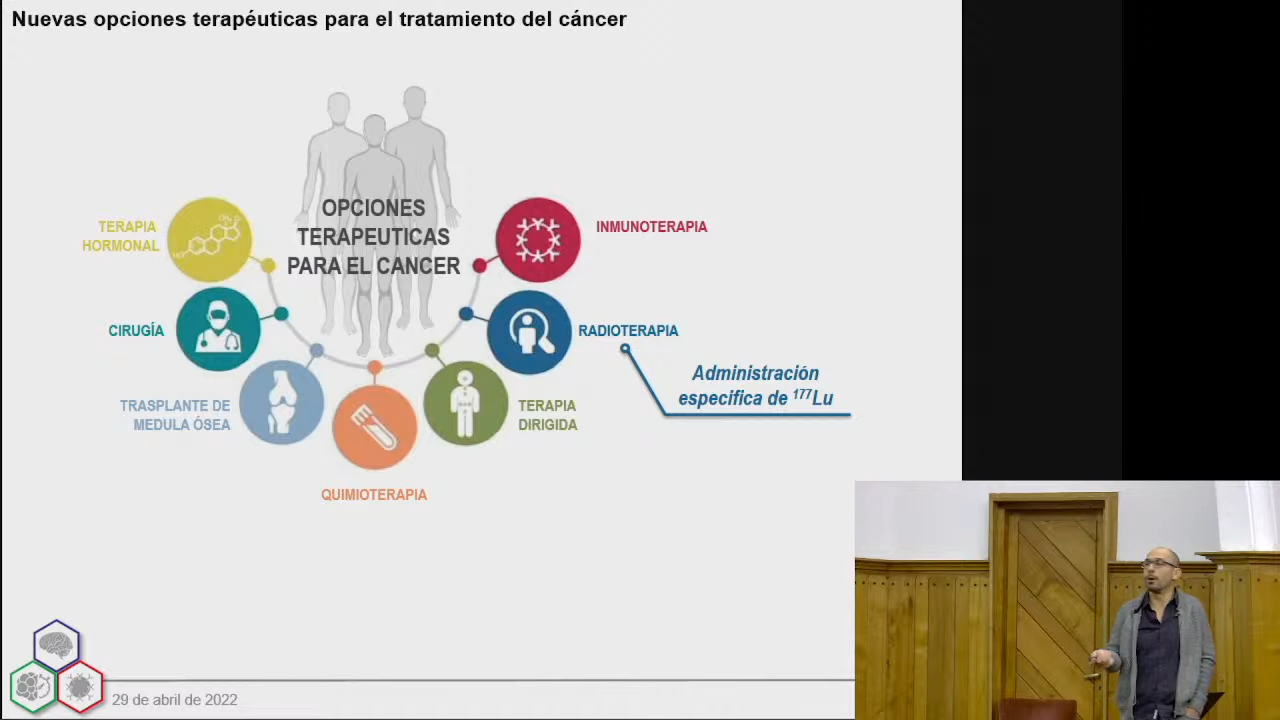 Nuevas opciones terapéuticas para el tratamiento del cáncer
OPCIONES
TERAPEUTICAS
PARA EL CANCER
TERAPIA
HORMONAL
CIRUGÍA
TRASPLANTE DE
MEDULA ÓSEA
QUIMIOTERAPIA
TERAPIA
DIRIGIDA
RADIOTERAPIA
INMUNOTERAPIA
Administración
especifica de ¹⁷⁷Lu
29 de abril de 2022